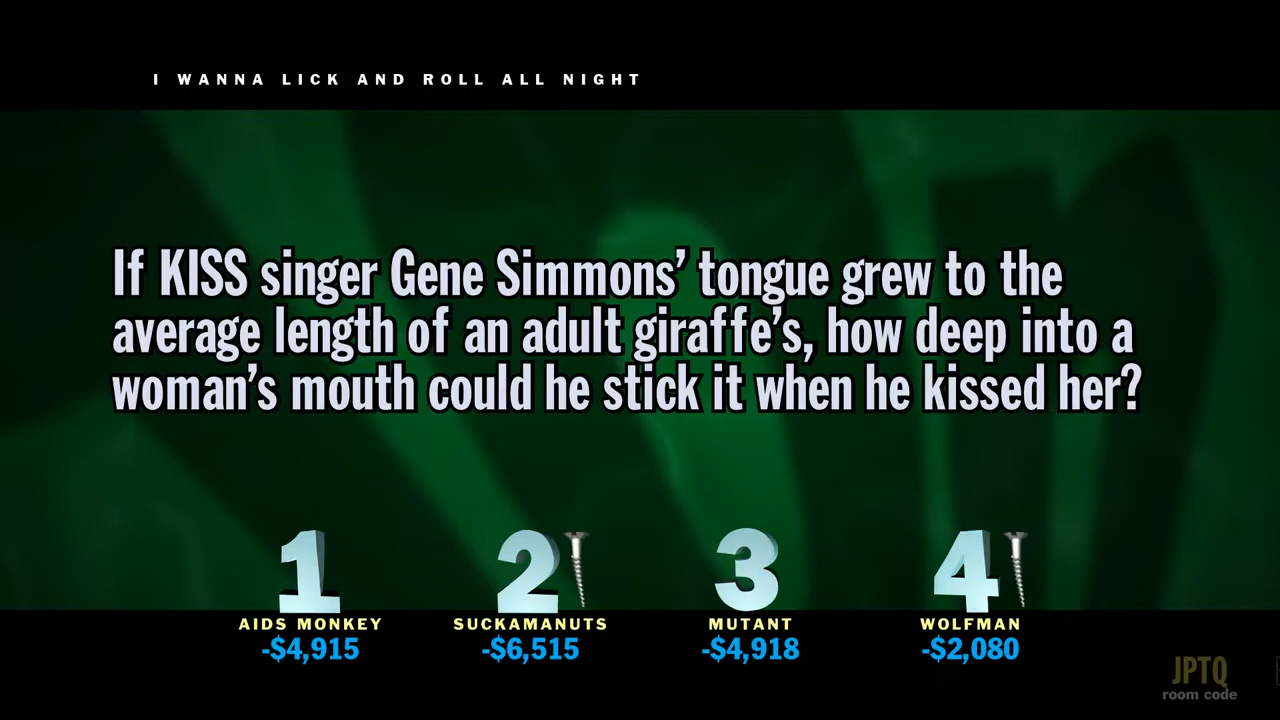 I WANNA LICK AND ROLL ALL NIGHT
If KISS singer Gene Simmons’ tongue grew to the
average length of an adult giraffe’s, how deep into a
woman’s mouth could he stick it when he kissed her?
1 2 3 4
AIDS MONKEY SUCKAMANUTS MUTANT WOLFMAN
-$4,915 -$6,515 -$4,918 -$2,080
JPTQ
room code